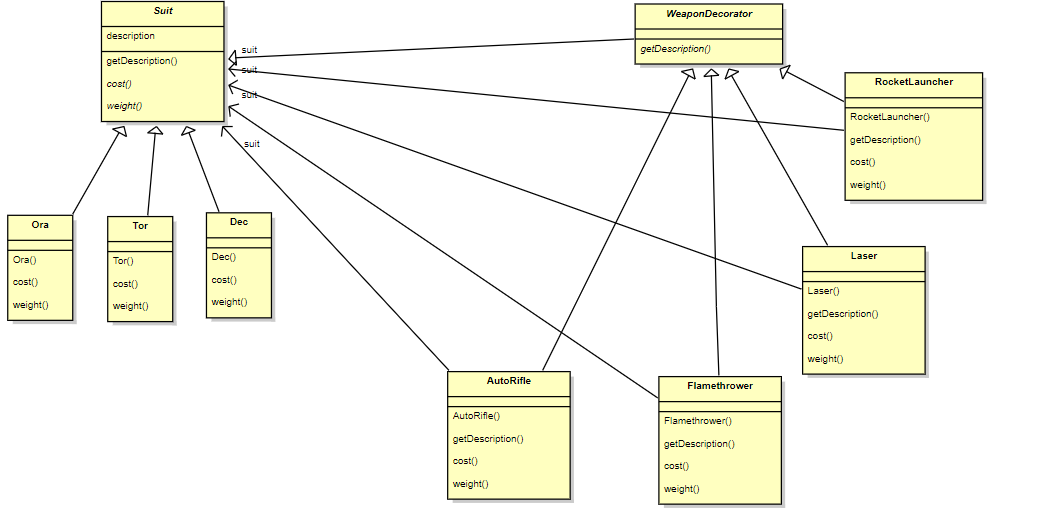 Suit
description
getDescription()
cost()
weight()
WeaponDecorator
getDescription()
suit
suit
suit
suit
RocketLauncher
RocketLauncher()
getDescription()
cost()
weight()
Ora
Ora()
cost()
weight()
Tor
Tor()
cost()
weight()
Dec
Dec()
cost()
weight()
Laser
Laser()
getDescription()
cost()
weight()
AutoRifle
AutoRifle()
getDescription()
cost()
weight()
Flamethrower
Flamethrower()
getDescription()
cost()
weight()